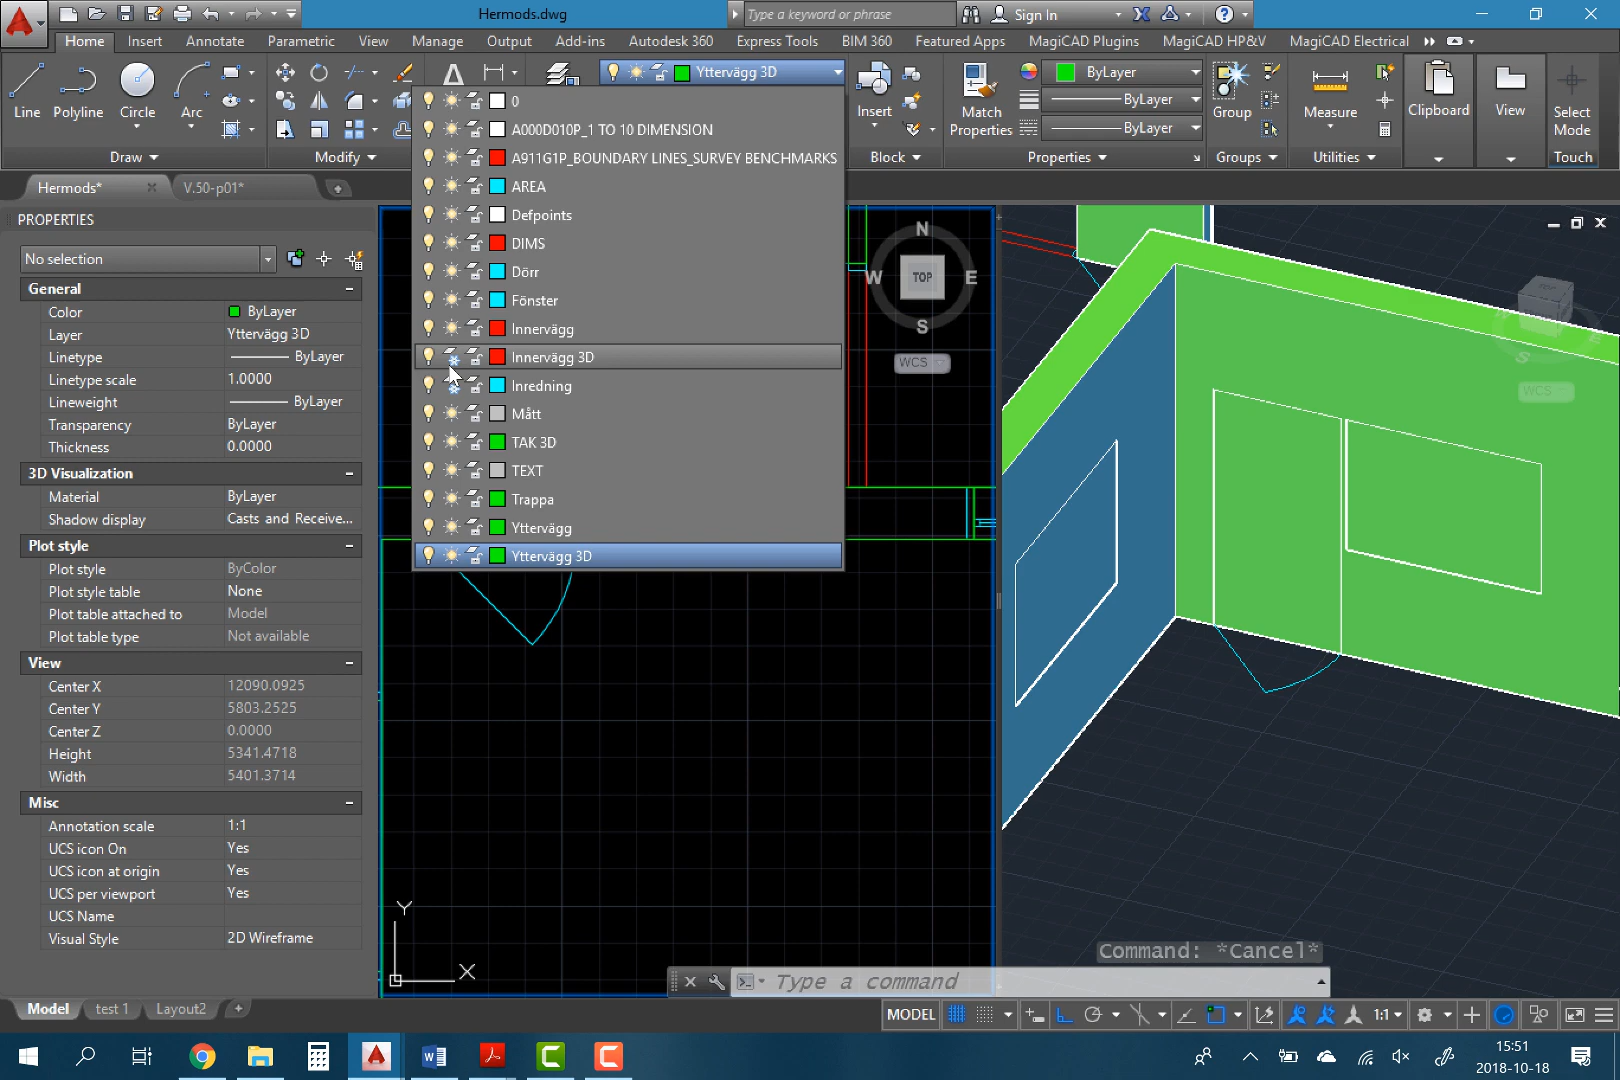 Hermods.dwg
Type a keyword or phrase
Sign In
Home Insert Annotate Parametric View Manage Output Add-ins Autodesk 360 Express Tools BIM 360 Featured Apps MagiCAD Plugins MagiCAD HP&V MagiCAD Electrical
Yttervägg 3D
ByLayer
ByLayer
ByLayer
Line Polyline Circle Arc
Insert
Match Properties
Group
Measure
Clipboard
View
Select Mode
Draw Modify Block Properties Groups Utilities Touch
Hermods* V.50-p01*
0
A000D010P_1 TO 10 DIMENSION
A911G1P_BOUNDARY LINES_SURVEY BENCHMARKS
AREA
Defpoints
DIMS
Dörr
Fönster
Innervägg
Innervägg 3D
Inredning
Mått
TAK 3D
TEXT
Trappa
Yttervägg
Yttervägg 3D
PROPERTIES
No selection
General
Color ByLayer
Layer Yttervägg 3D
Linetype ByLayer
Linetype scale 1.0000
Lineweight ByLayer
Transparency ByLayer
Thickness 0.0000
3D Visualization
Material ByLayer
Shadow display Casts and Receive...
Plot style
Plot style ByColor
Plot style table None
Plot table attached to Model
Plot table type Not available
View
Center X 12090.0925
Center Y 5803.2525
Center Z 0.0000
Height 5341.4718
Width 5401.3714
Misc
Annotation scale 1:1
UCS icon On Yes
UCS icon at origin Yes
UCS per viewport Yes
UCS Name
Visual Style 2D Wireframe
N
W TOP E
S
WCS
TOP
S
WCS
Y
X
Command: *Cancel*
Type a command
Model test 1 Layout2
MODEL
1:1
15:51
2018-10-18